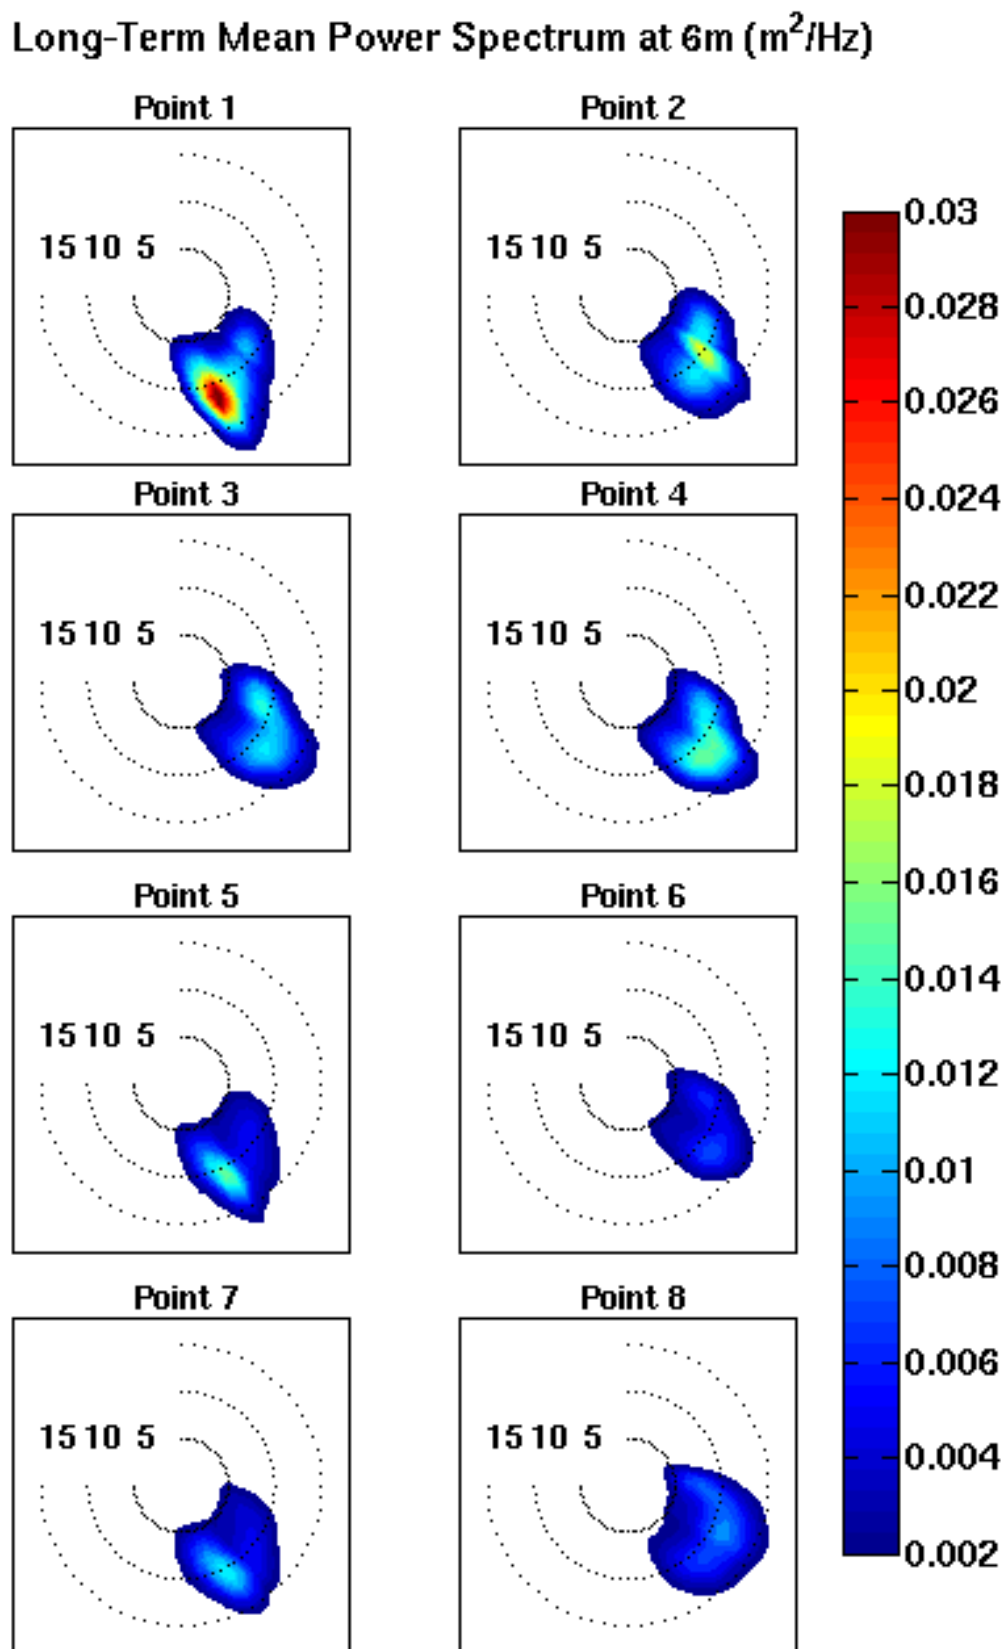 Long-Term Mean Power Spectrum at 6m (m²/Hz)
Point 1
Point 2
15 10 5
15 10 5
Point 3
Point 4
15 10 5
15 10 5
Point 5
Point 6
15 10 5
15 10 5
Point 7
Point 8
15 10 5
15 10 5
0.03
0.028
0.026
0.024
0.022
0.02
0.018
0.016
0.014
0.012
0.01
0.008
0.006
0.004
0.002